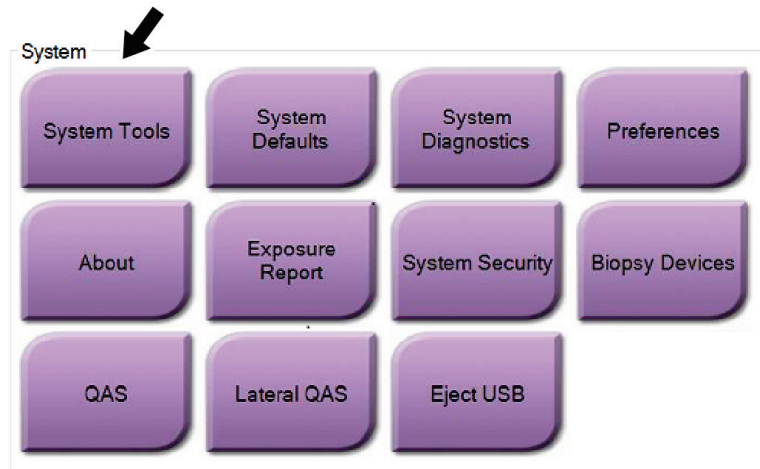 System
System Tools
System
Defaults
System
Diagnostics
Preferences
About
Exposure
Report
System Security
Biopsy Devices
QAS
Lateral QAS
Eject USB